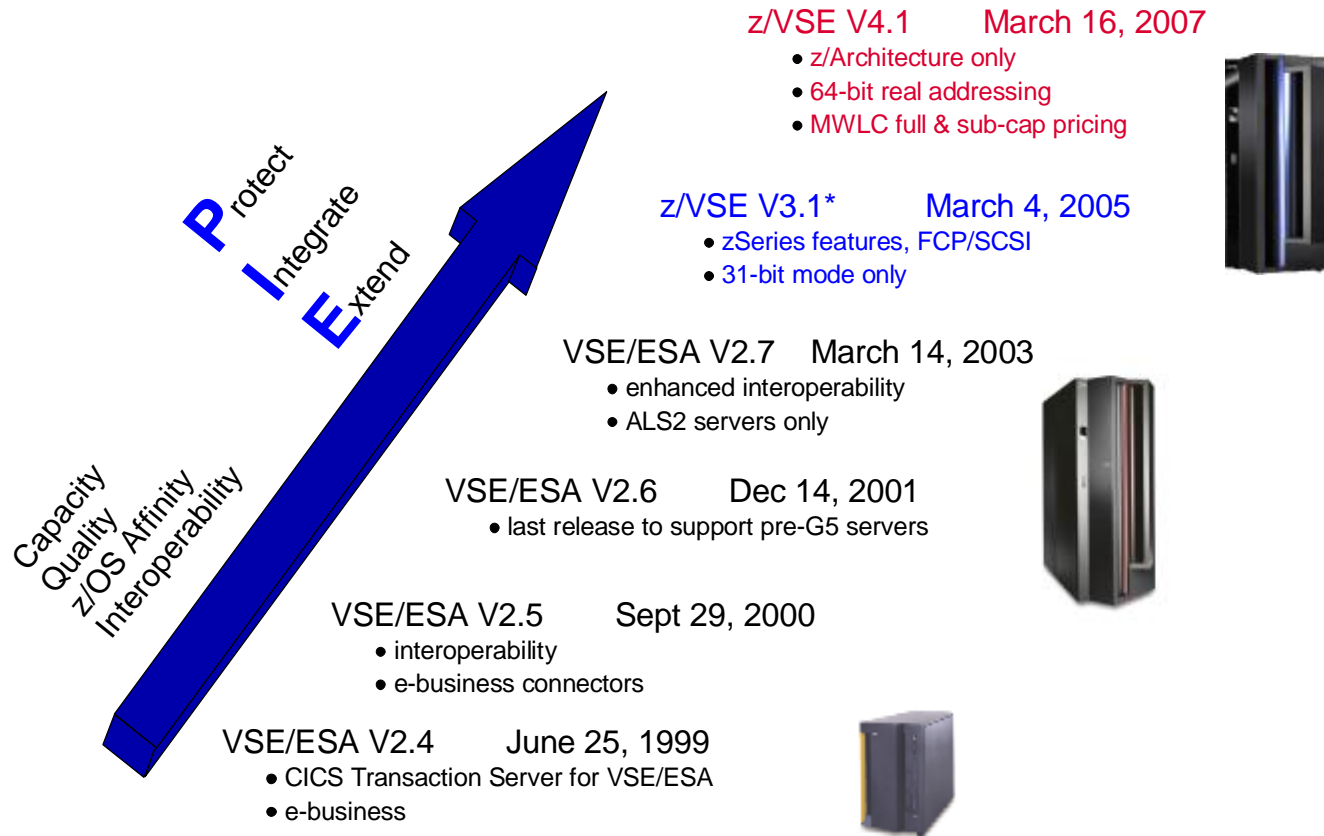 z/VSE V4.1 March 16, 2007
• z/Architecture only
• 64-bit real addressing
• MWLC full & sub-cap pricing
Protect
Integrate
Extend
z/VSE V3.1* March 4, 2005
• zSeries features, FCP/SCSI
• 31-bit mode only
VSE/ESA V2.7 March 14, 2003
• enhanced interoperability
• ALS2 servers only
Capacity
Quality
z/OS Affinity
Interoperability
VSE/ESA V2.6 Dec 14, 2001
• last release to support pre-G5 servers
VSE/ESA V2.5 Sept 29, 2000
• interoperability
• e-business connectors
VSE/ESA V2.4 June 25, 1999
• CICS Transaction Server for VSE/ESA
• e-business